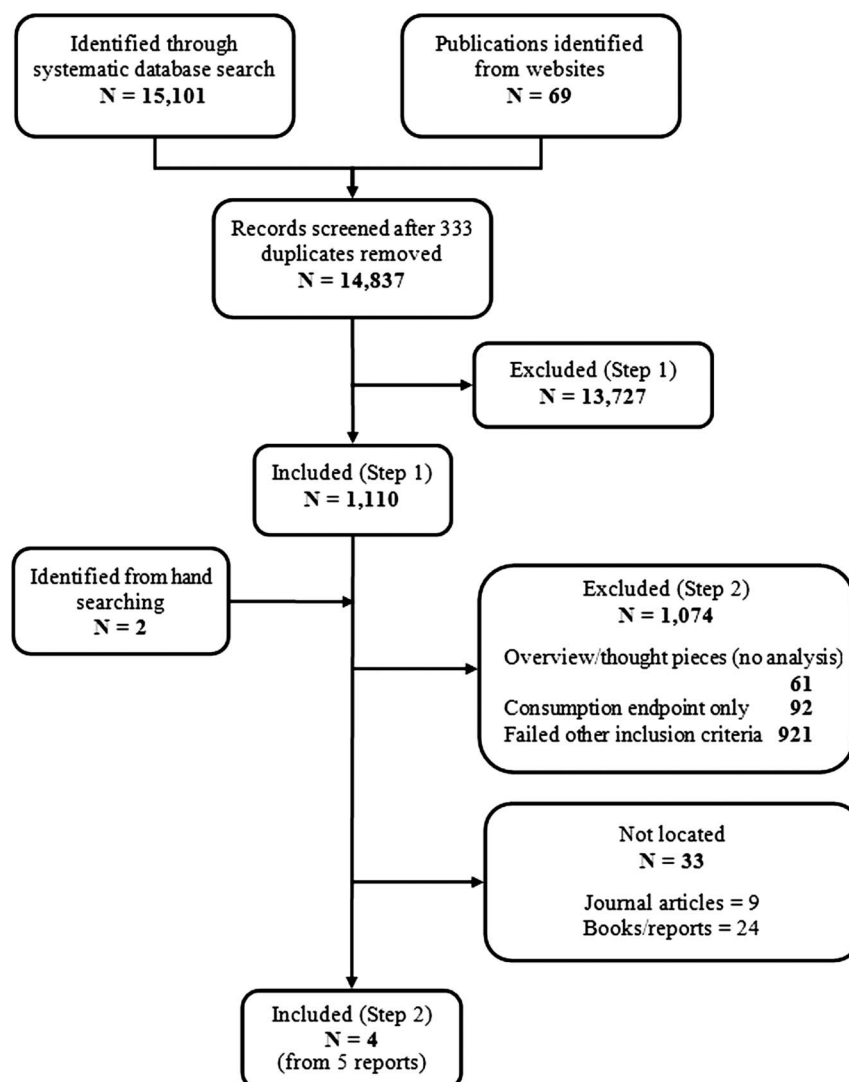 Identified through
systematic database search
N = 15,101
Publications identified
from websites
N = 69
Records screened after 333
duplicates removed
N = 14,837
Excluded (Step 1)
N = 13,727
Included (Step 1)
N = 1,110
Identified from hand
searching
N = 2
Excluded (Step 2)
N = 1,074
Overview/thought pieces (no analysis)
61
Consumption endpoint only 92
Failed other inclusion criteria 921
Not located
N = 33
Journal articles = 9
Books/reports = 24
Included (Step 2)
N = 4
(from 5 reports)